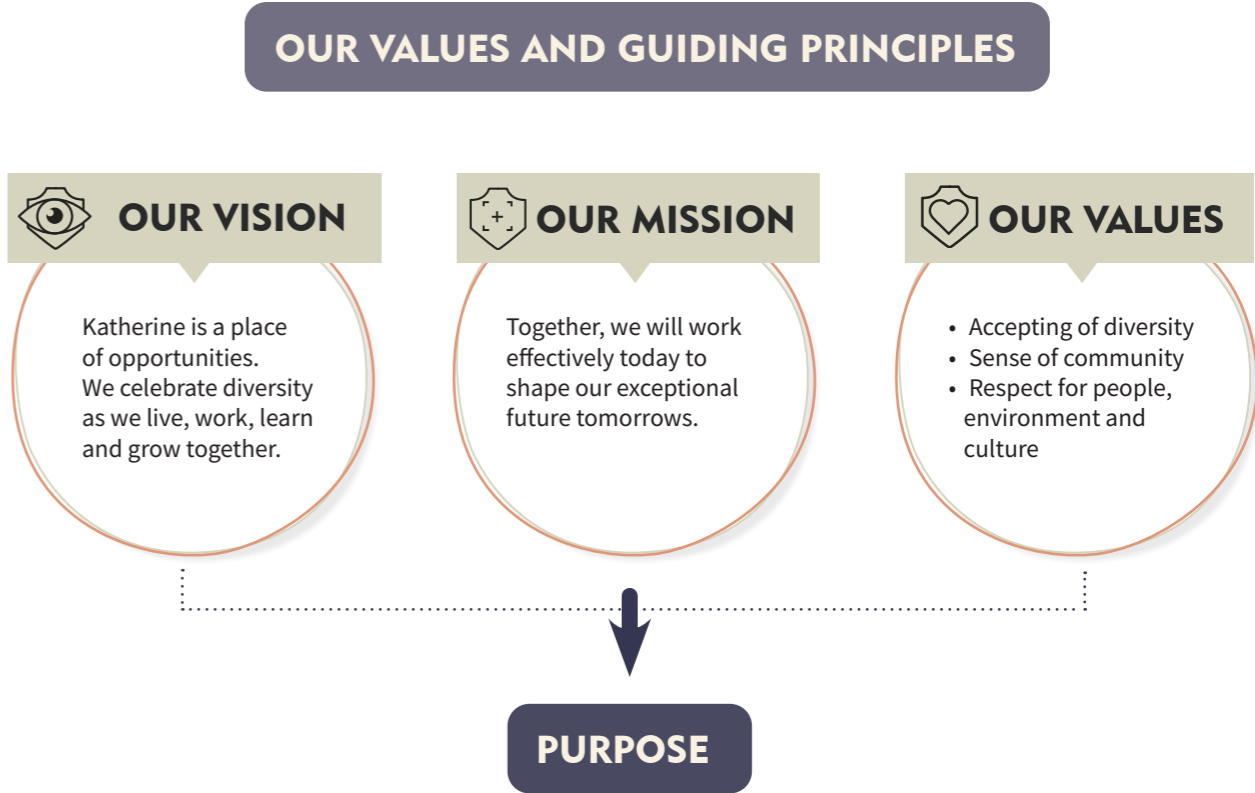 OUR VALUES AND GUIDING PRINCIPLES
OUR VISION
Katherine is a place
of opportunities.
We celebrate diversity
as we live, work, learn
and grow together.
OUR MISSION
Together, we will work
effectively today to
shape our exceptional
future tomorrows.
OUR VALUES
• Accepting of diversity
• Sense of community
• Respect for people,
environment and
culture
PURPOSE